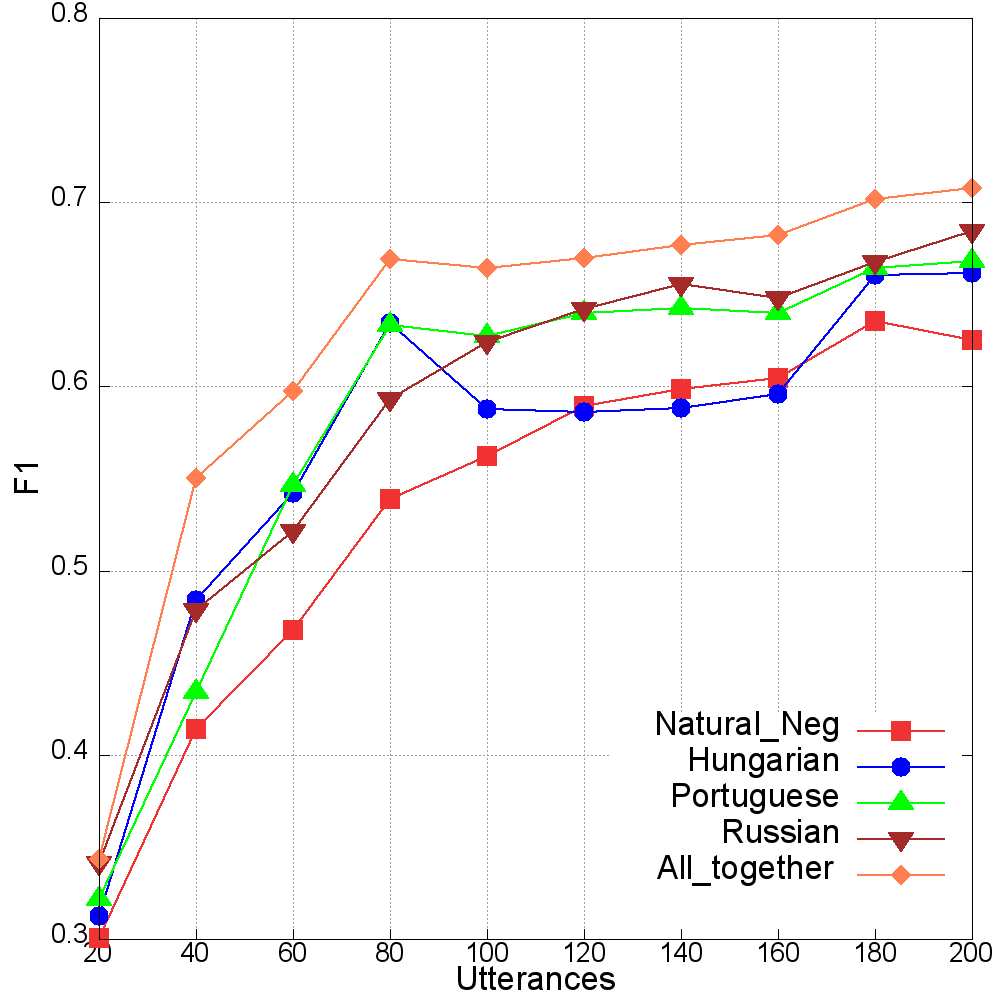 0.8
0.7
0.6
0.5
0.4
0.3
F1
20 40 60 80 100 120 140 160 180 200
Utterances
Natural_Neg
Hungarian
Portuguese
Russian
All_together